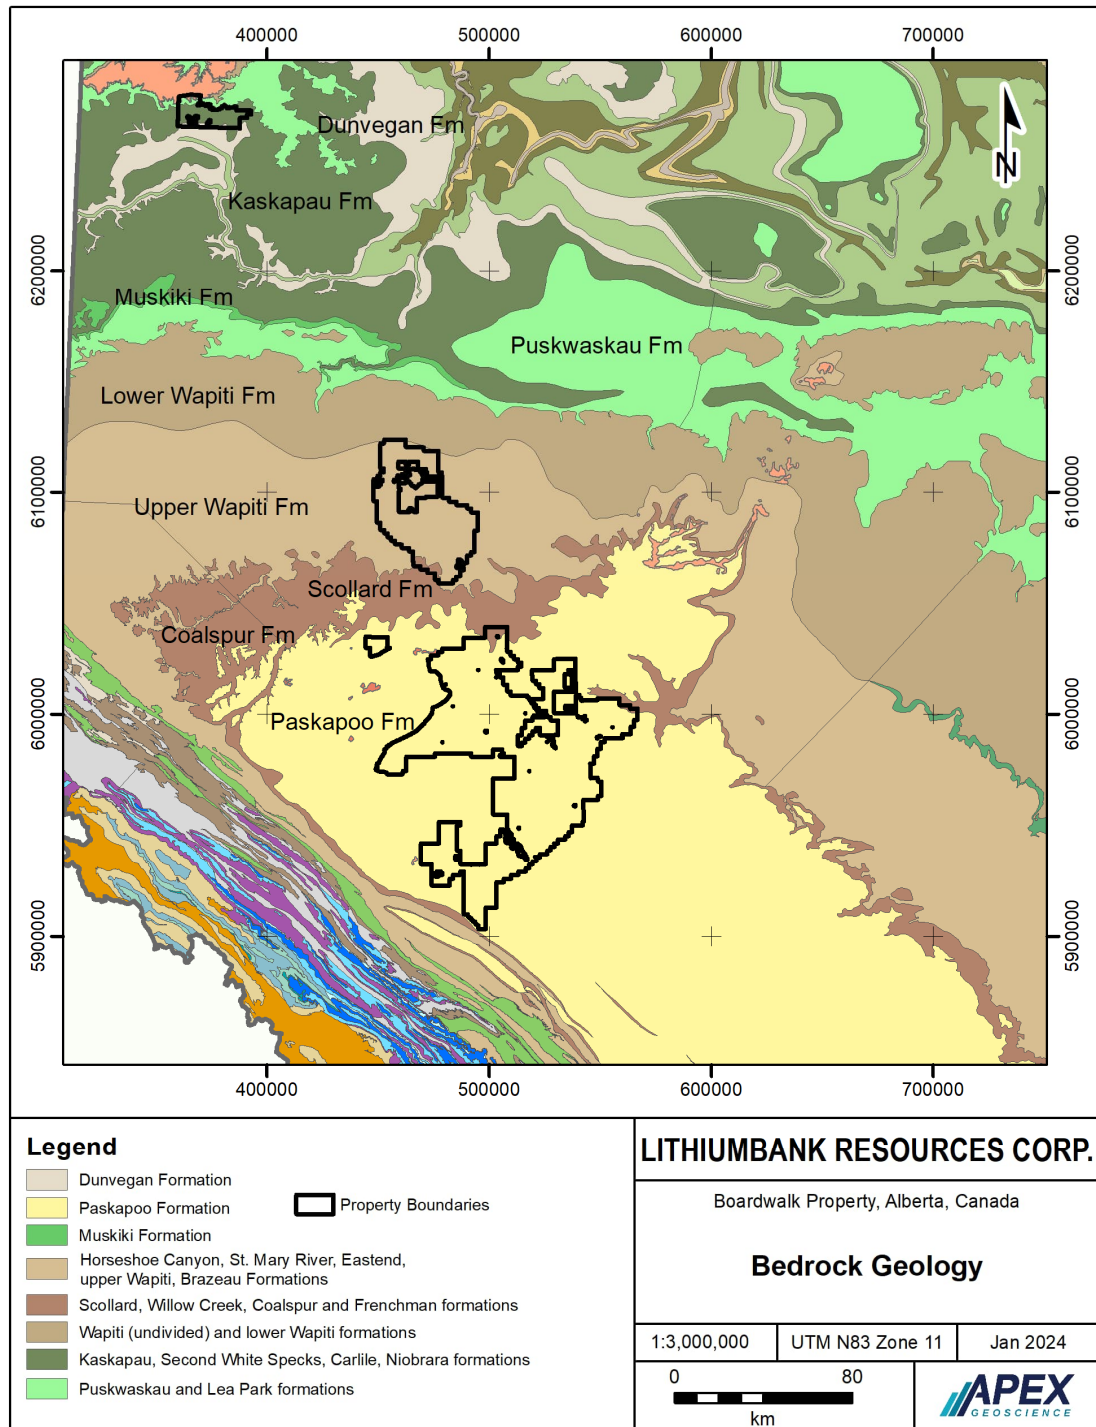 400000 500000 600000 700000
N
Dunvegan Fm
Kaskapau Fm
6200000 6200000
Muskiki Fm
Puskwaskau Fm
Lower Wapiti Fm
6100000 6100000
Upper Wapiti Fm
Scollard Fm
Coalspur Fm
6000000 6000000
Paskapoo Fm
5900000 5900000
400000 500000 600000 700000
Legend
Dunvegan Formation
Paskapoo Formation
Muskiki Formation
Horseshoe Canyon, St. Mary River, Eastend,
upper Wapiti, Brazeau Formations
Scollard, Willow Creek, Coalspur and Frenchman formations
Wapiti (undivided) and lower Wapiti formations
Kaskapau, Second White Specks, Carlile, Niobrara formations
Puskwaskau and Lea Park formations
Property Boundaries
LITHIUMBANK RESOURCES CORP.
Boardwalk Property, Alberta, Canada
Bedrock Geology
1:3,000,000 UTM N83 Zone 11 Jan 2024
0 80
km
APEX
GEOSCIENCE